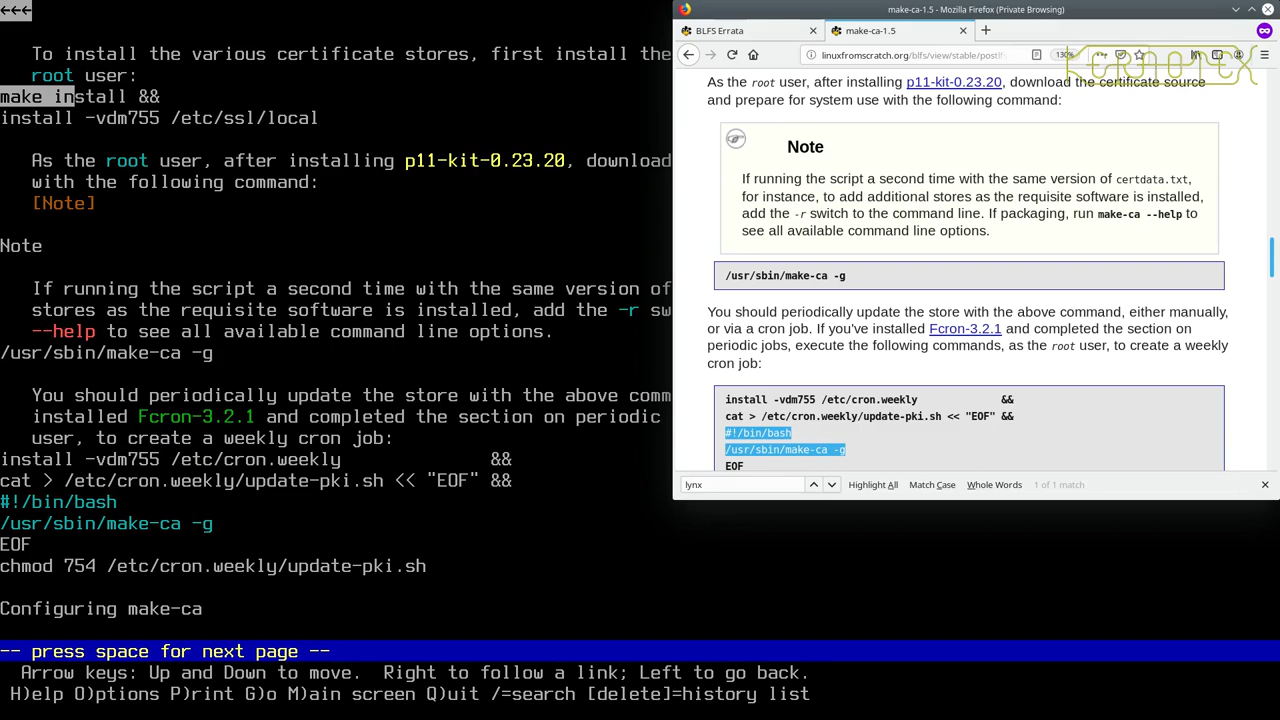 ←←←
To install the various certificate stores, first install the
root user:
make install &&
install -vdm755 /etc/ssl/local
As the root user, after installing p11-kit-0.23.20, download
with the following command:
[Note]
Note
If running the script a second time with the same version of
stores as the requisite software is installed, add the -r sw
--help to see all available command line options.
/usr/sbin/make-ca -g
You should periodically update the store with the above comm
installed Fcron-3.2.1 and completed the section on periodic
user, to create a weekly cron job:
install -vdm755 /etc/cron.weekly &&
cat > /etc/cron.weekly/update-pki.sh << "EOF" &&
#!/bin/bash
/usr/sbin/make-ca -g
EOF
chmod 754 /etc/cron.weekly/update-pki.sh
Configuring make-ca
-- press space for next page --
Arrow keys: Up and Down to move. Right to follow a link; Left to go back.
H)elp O)ptions P)rint G)o M)ain screen Q)uit /=search [delete]=history list
make-ca-1.5 - Mozilla Firefox (Private Browsing)
BLFS Errata
make-ca-1.5
linuxfromscratch.org/blfs/view/stable/postlf
130%
KERNOTEX
As the root user, after installing p11-kit-0.23.20, download the certificate source
and prepare for system use with the following command:
Note
If running the script a second time with the same version of certdata.txt,
for instance, to add additional stores as the requisite software is installed,
add the -r switch to the command line. If packaging, run make-ca --help to
see all available command line options.
/usr/sbin/make-ca -g
You should periodically update the store with the above command, either manually,
or via a cron job. If you've installed Fcron-3.2.1 and completed the section on
periodic jobs, execute the following commands, as the root user, to create a weekly
cron job:
install -vdm755 /etc/cron.weekly &&
cat > /etc/cron.weekly/update-pki.sh << "EOF" &&
#!/bin/bash
/usr/sbin/make-ca -g
EOF
lynx
Highlight All
Match Case
Whole Words
1 of 1 match